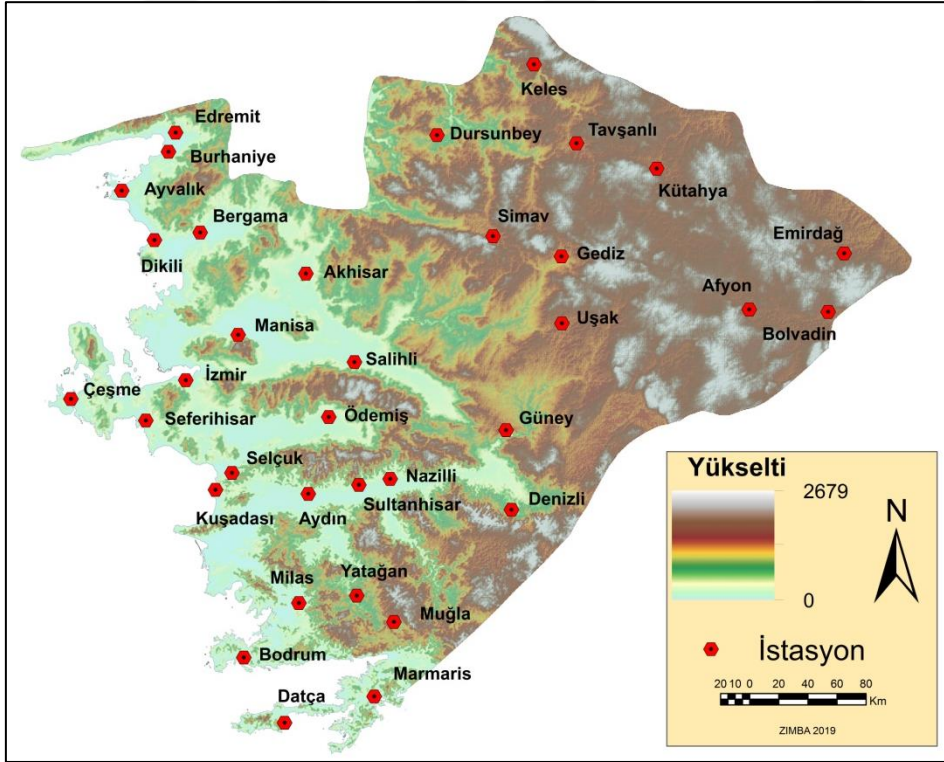 Keles
Edremit
Dursunbey
Tavşanlı
Burhaniye
Kütahya
Ayvalık
Bergama
Simav
Emirdağ
Dikili
Gediz
Akhisar
Afyon
Uşak
Bolvadin
Manisa
Salihli
İzmir
Çeşme
Seferihisar
Ödemiş
Güney
Selçuk
Nazilli
Kuşadası
Aydın
Sultanhisar
Denizli
Milas
Yatağan
Muğla
Bodrum
Marmaris
Datça
Yükselti
2679
0
N
İstasyon
20 10 0 20 40 60 80
Km
ZIMBA 2019